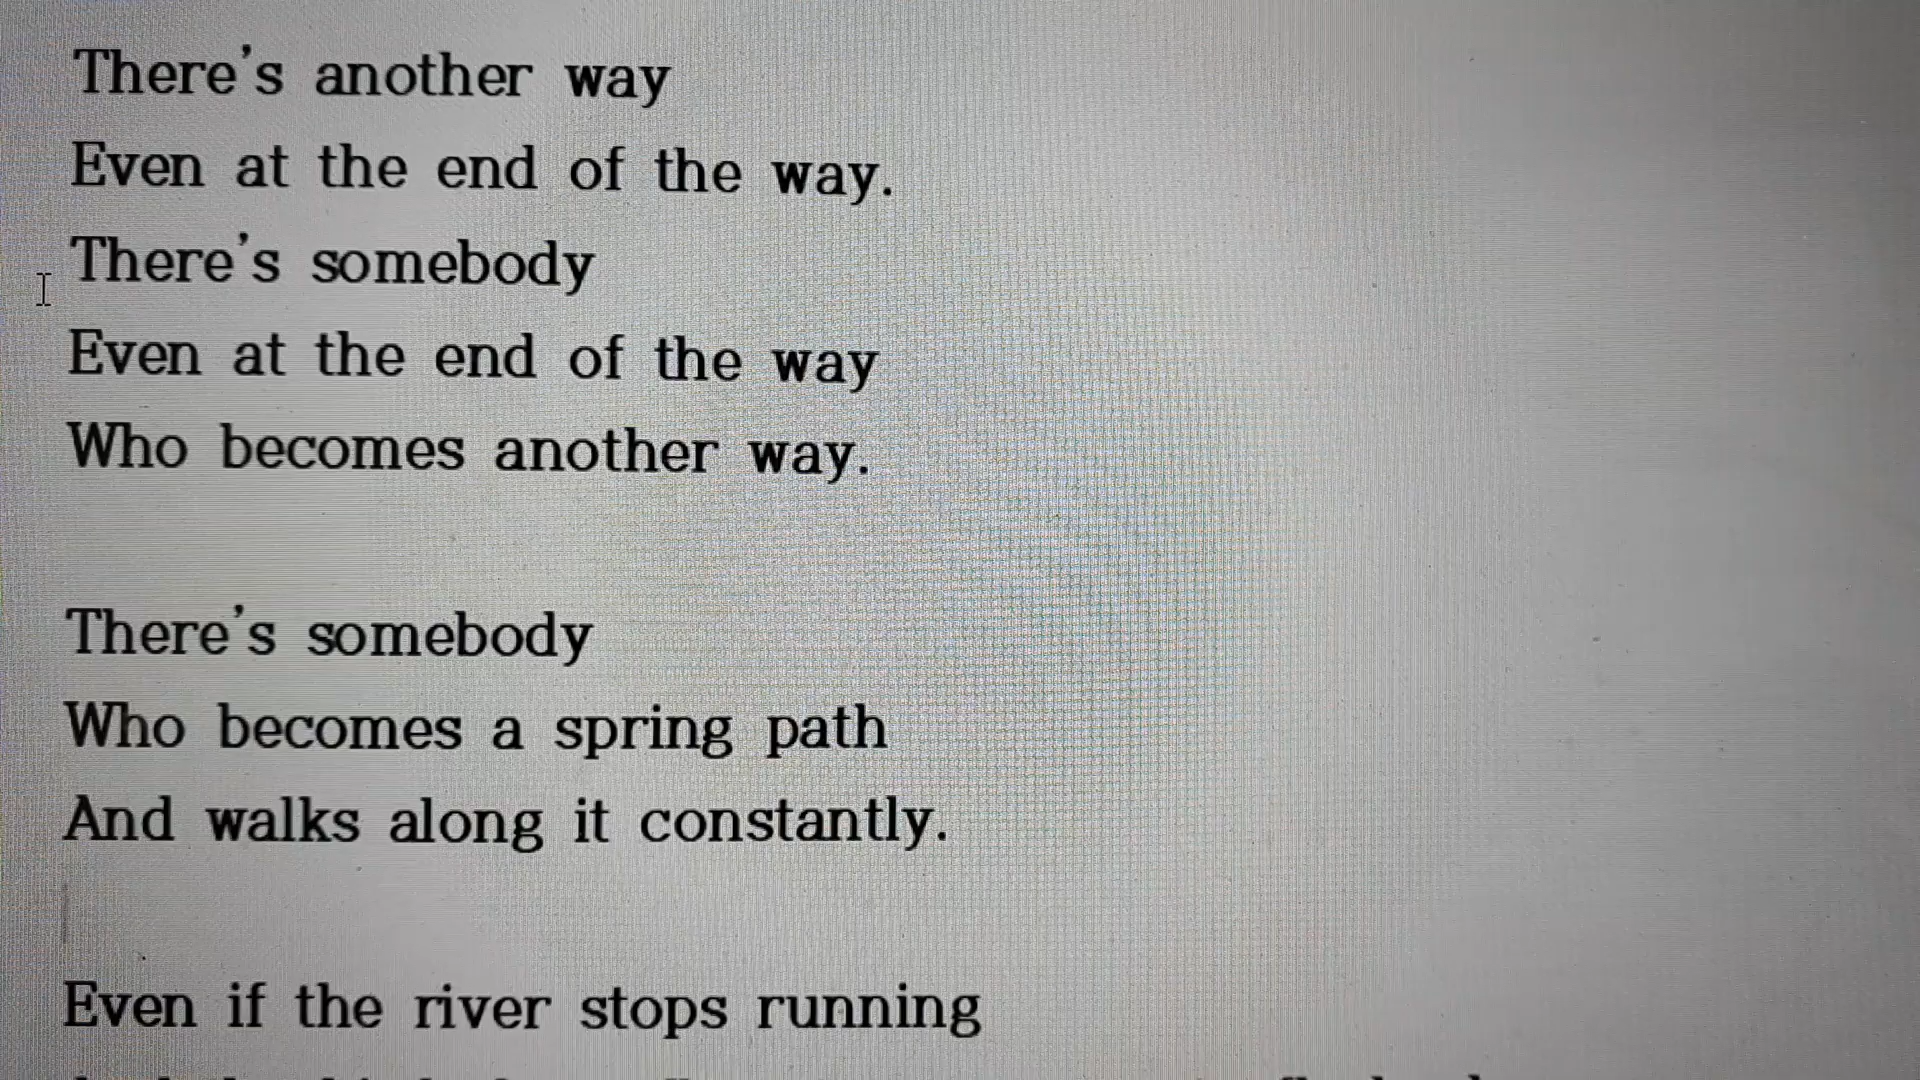 There's another way
Even at the end of the way.
There's somebody
Even at the end of the way
Who becomes another way.
There's somebody
Who becomes a spring path
And walks along it constantly.
Even if the river stops running